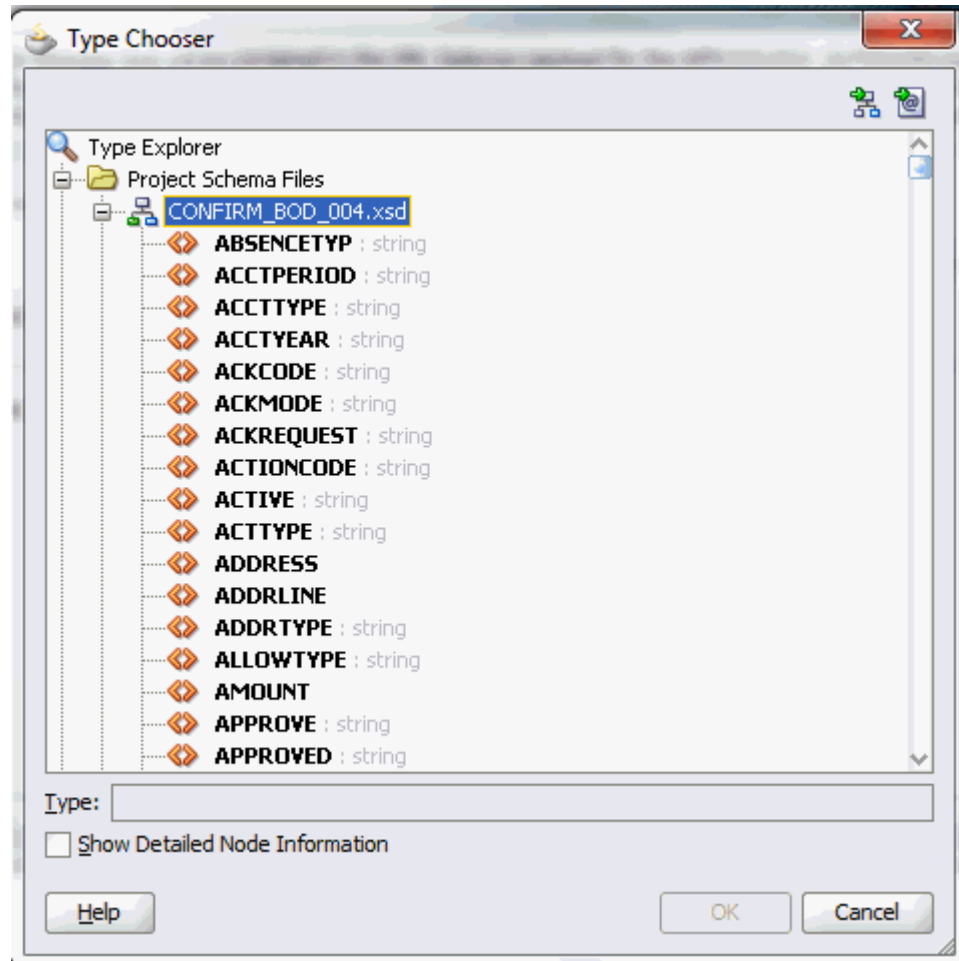 Type Chooser
Type Explorer
Project Schema Files
CONFIRM_BOD_004.xsd
ABSENCETYP : string
ACCTPERIOD : string
ACCTTYPE : string
ACCTYEAR : string
ACKCODE : string
ACKMODE : string
ACKREQUEST : string
ACTIONCODE : string
ACTIVE : string
ACTTYPE : string
ADDRESS
ADDRLINE
ADDRTYPE : string
ALLOWTYPE : string
AMOUNT
APPROVE : string
APPROVED : string
Type:
Show Detailed Node Information
Help OK Cancel